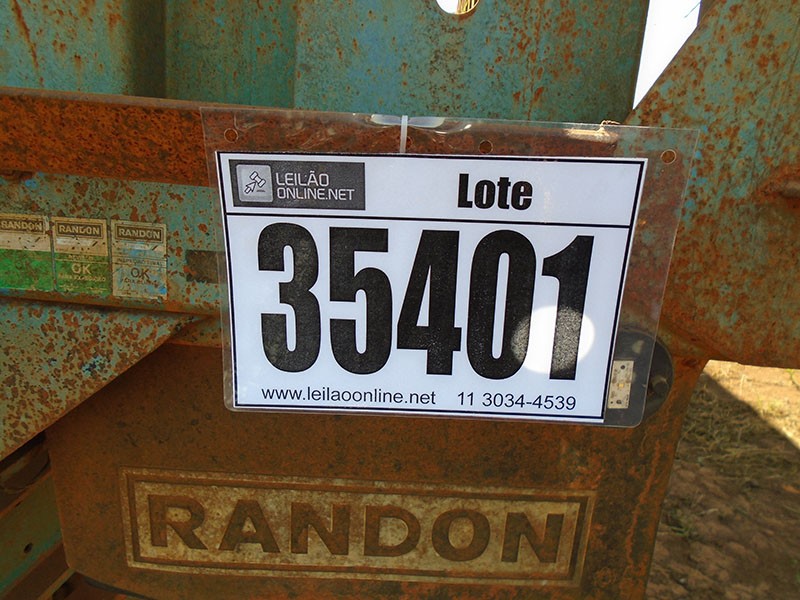 LEILÃO
ONLINE.NET
Lote
35401
www.leilaoonline.net 11 3034-4539
RANDON
RANDON
OK
RANDON
OK
RANDON